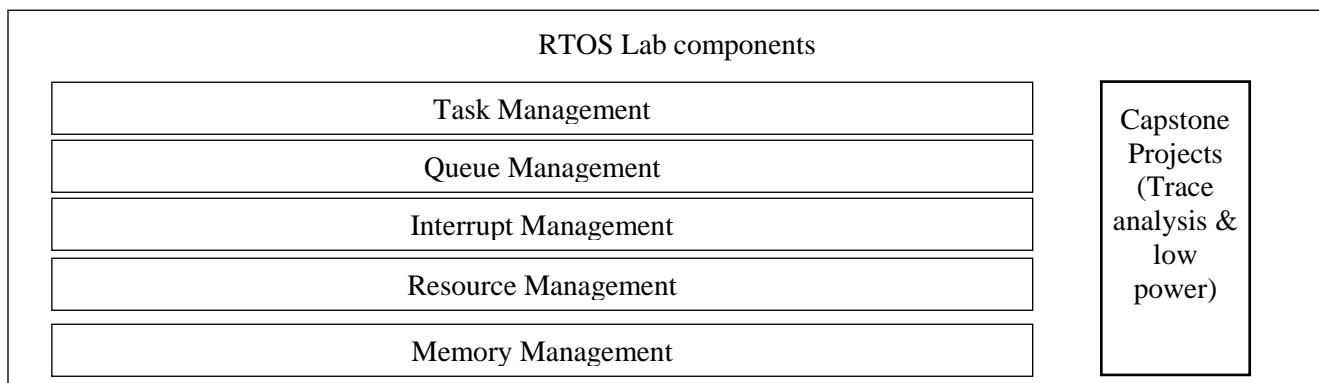 RTOS Lab components
Task Management
Queue Management
Interrupt Management
Resource Management
Memory Management
Capstone
Projects
(Trace
analysis &
low
power)